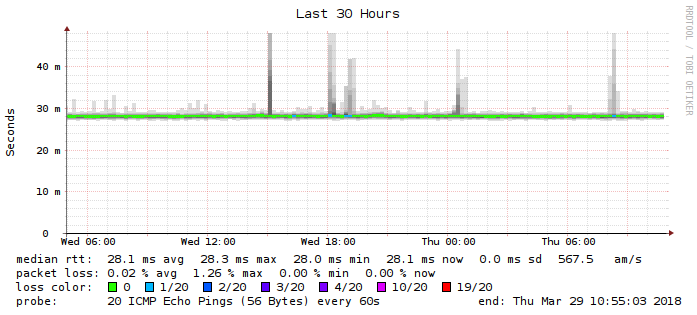 Last 30 Hours
RRDTOOL / TOBI OETIKER
Seconds
40 m
30 m
20 m
10 m
0
Wed 06:00 Wed 12:00 Wed 18:00 Thu 00:00 Thu 06:00
median rtt: 28.1 ms avg 28.3 ms max 28.0 ms min 28.1 ms now 0.0 ms sd 567.5 am/s
packet loss: 0.02 % avg 1.26 % max 0.00 % min 0.00 % now
loss color: 0 1/20 2/20 3/20 4/20 10/20 19/20
probe: 20 ICMP Echo Pings (56 Bytes) every 60s end: Thu Mar 29 10:55:03 2018